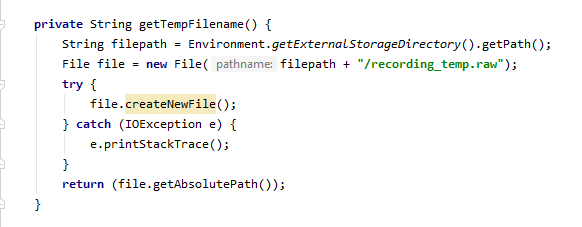 private String getTempFilename() {
String filepath = Environment.getExternalStorageDirectory().getPath();
File file = new File( pathname: filepath + "/recording_temp.raw");
try {
file.createNewFile();
} catch (IOException e) {
e.printStackTrace();
}
return (file.getAbsolutePath());
}